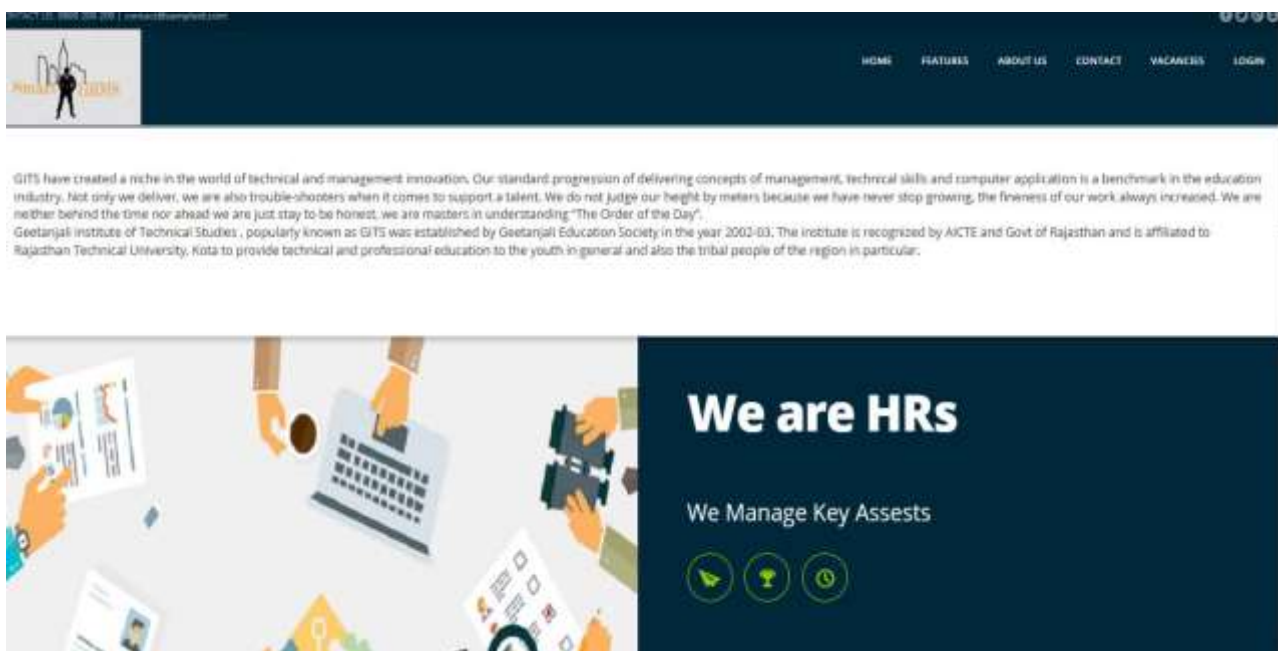 CONTACT US: 0800 200 200 | contact@sampleid.com
HOME FEATURES ABOUT US CONTACT VACANCIES LOGIN
GITS have created a niche in the world of technical and management innovation. Our standard progression of delivering concepts of management, technical skills and computer application is a benchmark in the education
industry. Not only we deliver, we are also trouble-shooters when it comes to support a talent. We do not judge our height by meters because we have never stop growing, the fineness of our work always increased. We are
neither behind the time nor ahead we are just stay to be honest, we are masters in understanding "The Order of the Day".
Geetanjali Institute of Technical Studies , popularly known as GITS was established by Geetanjali Education Society in the year 2002-03. The institute is recognized by AICTE and Govt of Rajasthan and is affiliated to
Rajasthan Technical University, Kota to provide technical and professional education to the youth in general and also the tribal people of the region in particular.
We are HRs
We Manage Key Assests